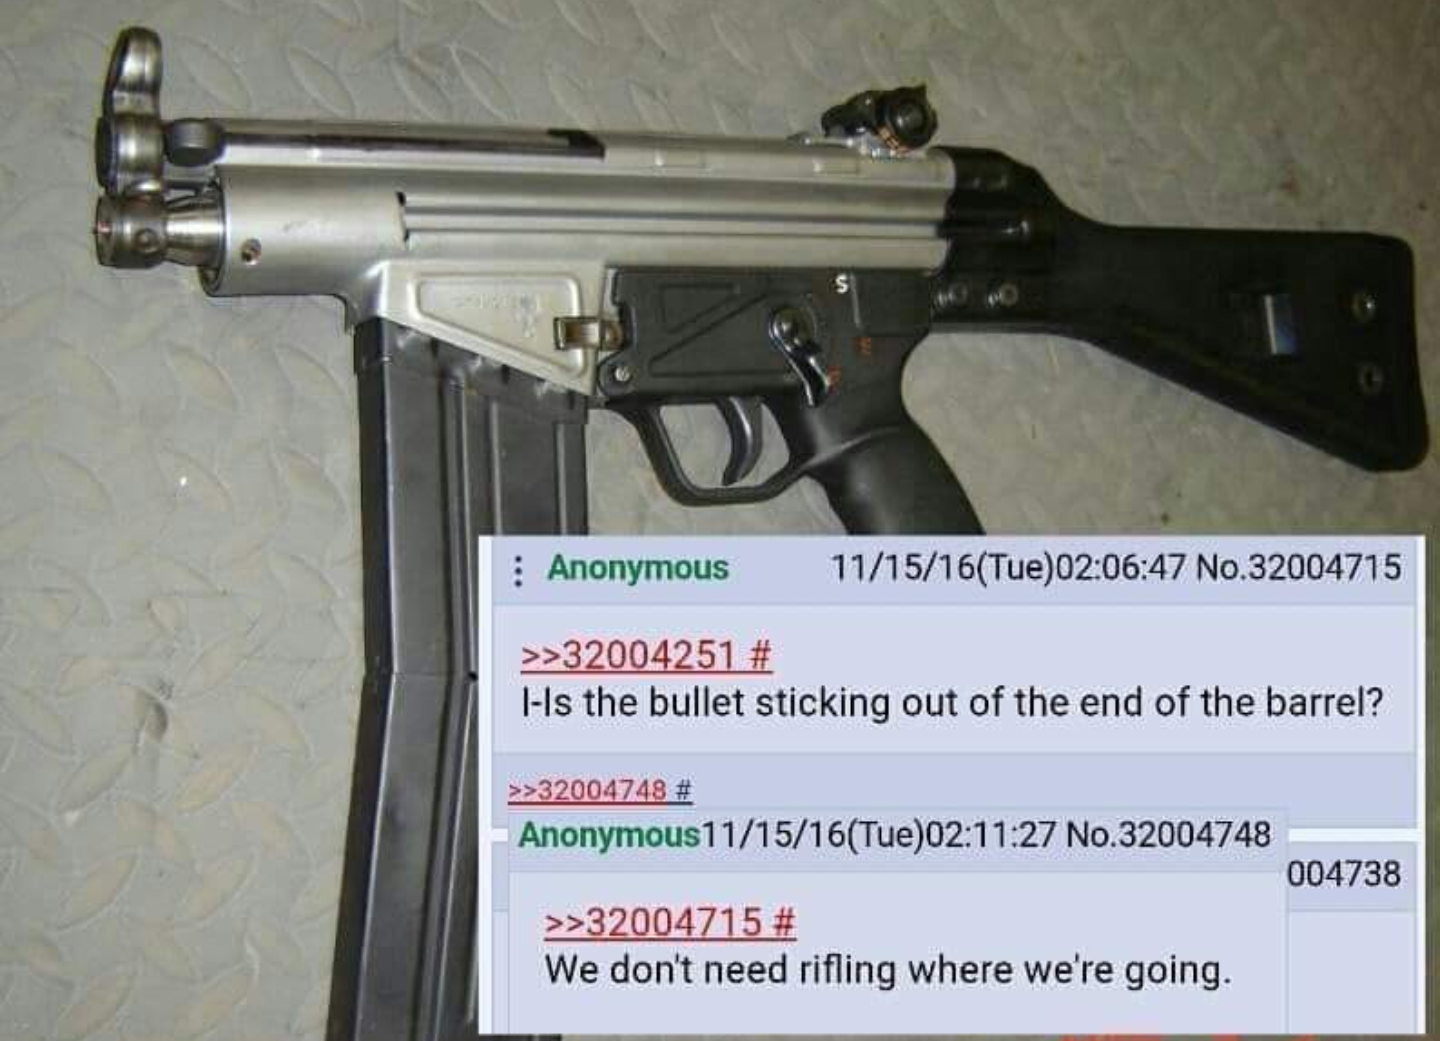 S
Anonymous 11/15/16(Tue)02:06:47 No.32004715
>>32004251 #
I-Is the bullet sticking out of the end of the barrel?
>>32004748 #
Anonymous11/15/16(Tue)02:11:27 No.32004748
004738
>>32004715 #
We don't need rifling where we're going.